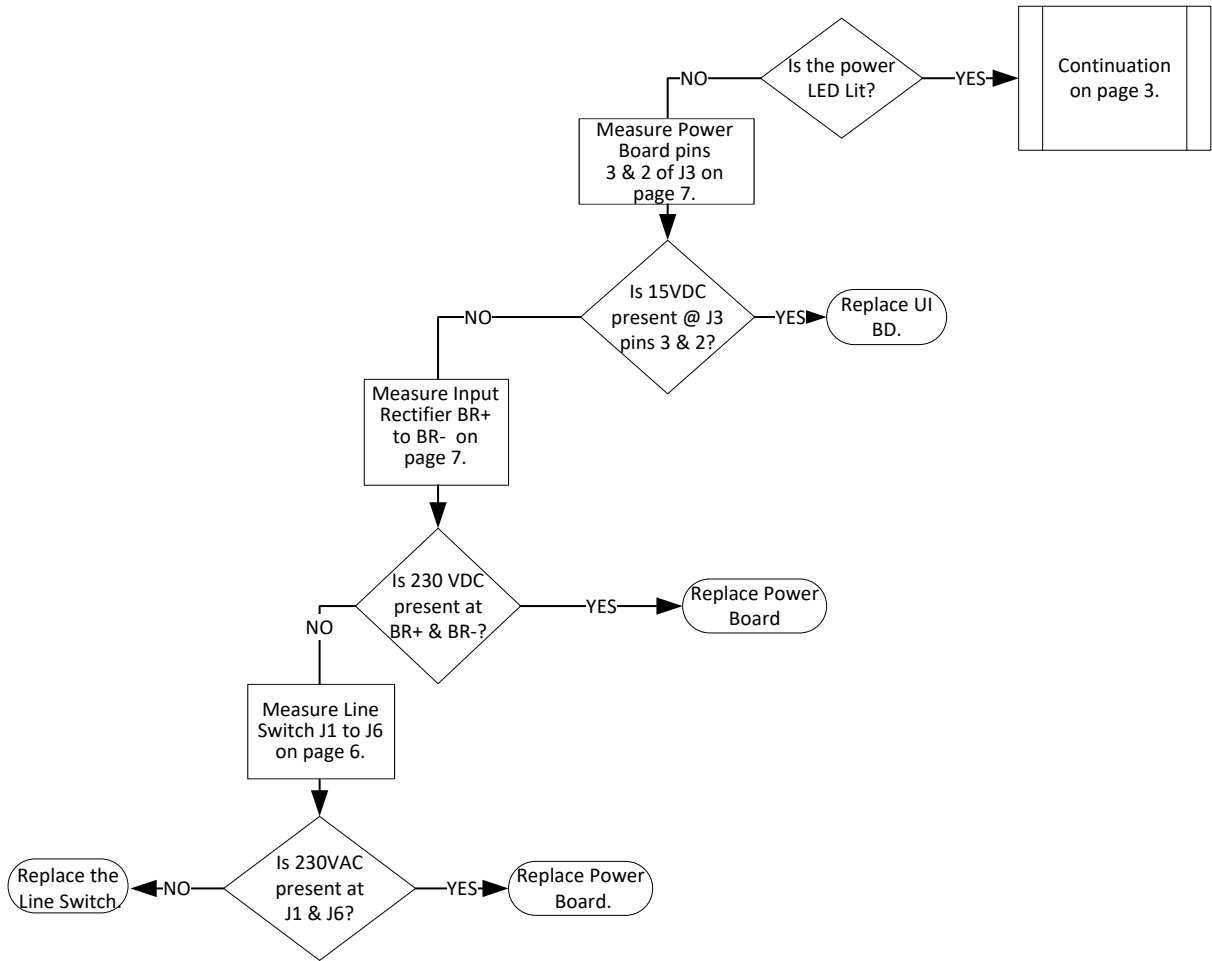 Is the power
LED Lit?
NO
YES
Continuation
on page 3.
Measure Power
Board pins
3 & 2 of J3 on
page 7.
Is 15VDC
present @ J3
pins 3 & 2?
NO
YES
Replace UI
BD.
Measure Input
Rectifier BR+
to BR- on
page 7.
Is 230 VDC
present at
BR+ & BR-?
NO
YES
Replace Power
Board
Measure Line
Switch J1 to J6
on page 6.
Is 230VAC
present at
J1 & J6?
NO
YES
Replace the
Line Switch.
Replace Power
Board.